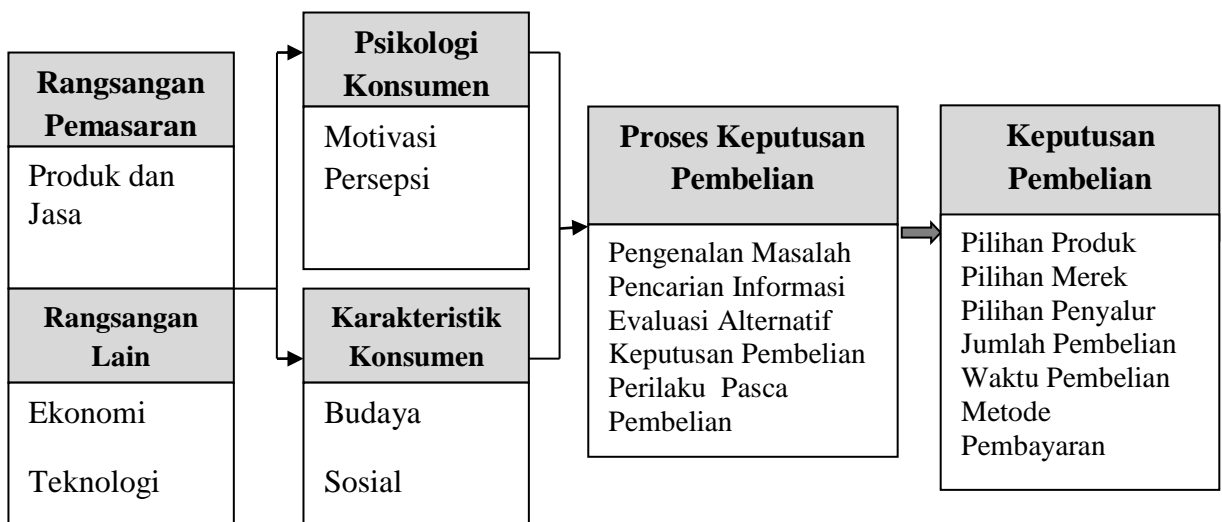 Rangsangan
Pemasaran
Produk dan
Jasa
Rangsangan
Lain
Ekonomi
Teknologi
Psikologi
Konsumen
Motivasi
Persepsi
Karakteristik
Konsumen
Budaya
Sosial
Proses Keputusan
Pembelian
Pengenalan Masalah
Pencarian Informasi
Evaluasi Alternatif
Keputusan Pembelian
Perilaku Pasca
Pembelian
Keputusan
Pembelian
Pilihan Produk
Pilihan Merek
Pilihan Penyalur
Jumlah Pembelian
Waktu Pembelian
Metode
Pembayaran